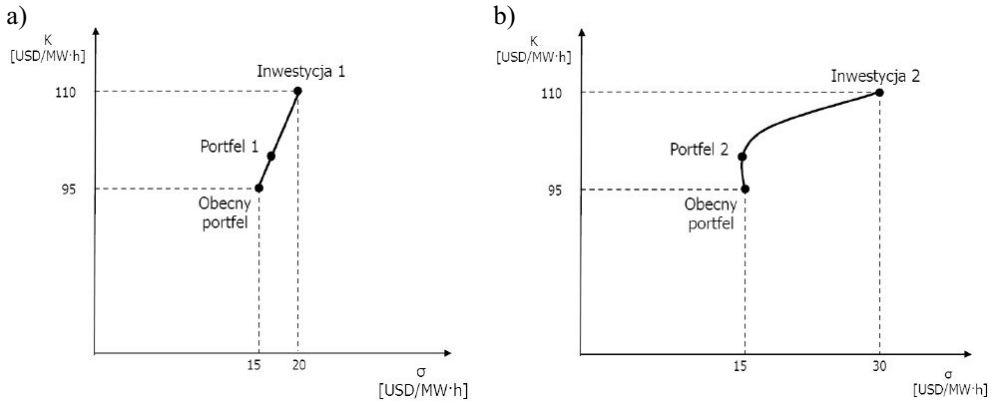 a)
K
[USD/MW·h]
110
95
Inwestycja 1
Portfel 1
Obecny
portfel
15
20
σ
[USD/MW·h]
b)
K
[USD/MW·h]
110
95
Inwestycja 2
Portfel 2
Obecny
portfel
15
30
σ
[USD/MW·h]